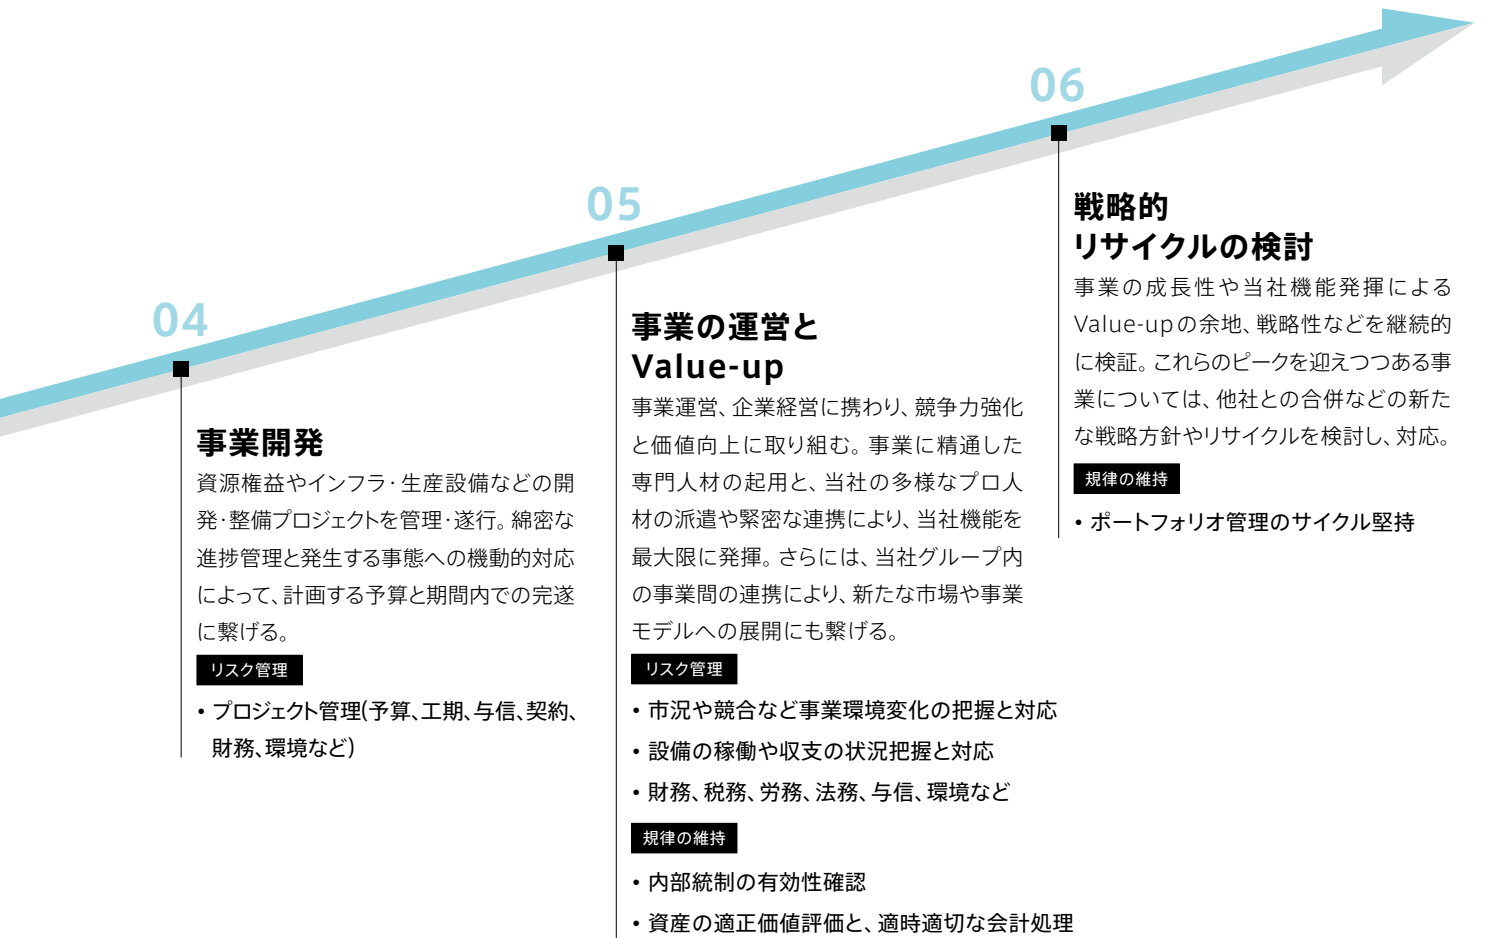 04
事業開発
資源権益やインフラ・生産設備などの開
発・整備プロジェクトを管理・遂行。綿密な
進捗管理と発生する事態への機動的対応
によって、計画する予算と期間内での完遂
に繋げる。
リスク管理
・プロジェクト管理(予算、工期、与信、契約、
財務、環境など)
05
事業の運営と
Value-up
事業運営、企業経営に携わり、競争力強化
と価値向上に取り組む。事業に精通した
専門人材の起用と、当社の多様なプロ人
材の派遣や緊密な連携により、当社機能を
最大限に発揮。さらには、当社グループ内
の事業間の連携により、新たな市場や事業
モデルへの展開にも繋げる。
リスク管理
・市況や競合など事業環境変化の把握と対応
・設備の稼働や収支の状況把握と対応
・財務、税務、労務、法務、与信、環境など
規律の維持
・内部統制の有効性確認
・資産の適正価値評価と、適時適切な会計処理
06
戦略的
リサイクルの検討
事業の成長性や当社機能発揮による
Value-upの余地、戦略性などを継続的
に検証。これらのピークを迎えつつある事
業については、他社との合併などの新た
な戦略方針やリサイクルを検討し、対応。
規律の維持
・ポートフォリオ管理のサイクル堅持